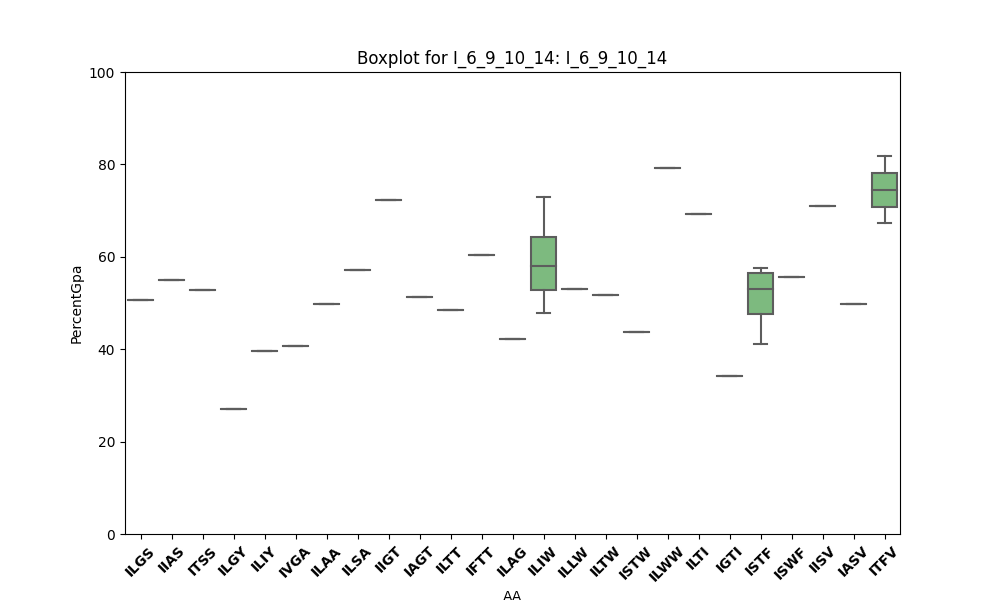 Boxplot for I_6_9_10_14: I_6_9_10_14
100
80
60
40
20
0
PercentGpa
ILGS IIAS ITSS ILGY ILIY IVGA ILAA ILSA IIGT IAGT ILTT IFTT ILAG ILIW ILLW ILTW ISTW ILWW ILTI IGTI ISTF ISWF IISV IASV ITFV
AA